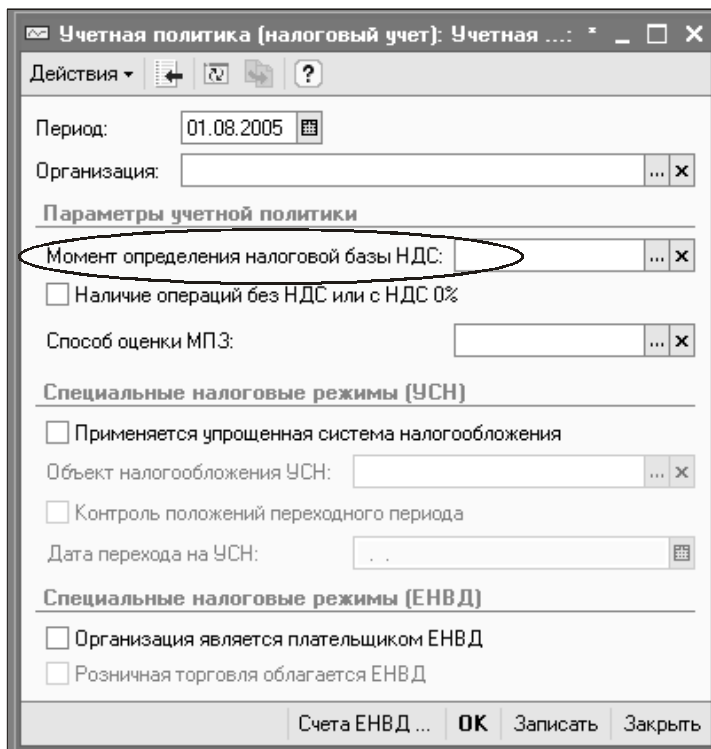 Учетная политика (налоговый учет): Учетная ...: *
Действия
Период: 01.08.2005
Организация: ...
Параметры учетной политики
Момент определения налоговой базы НДС: ...
Наличие операций без НДС или с НДС 0%
Способ оценки МПЗ: ...
Специальные налоговые режимы (УСН)
Применяется упрощенная система налогообложения
Объект налогообложения УСН: ...
Контроль положений переходного периода
Дата перехода на УСН: . .
Специальные налоговые режимы (ЕНВД)
Организация является плательщиком ЕНВД
Розничная торговля облагается ЕНВД
Счета ЕНВД ... OK Записать Закрыть